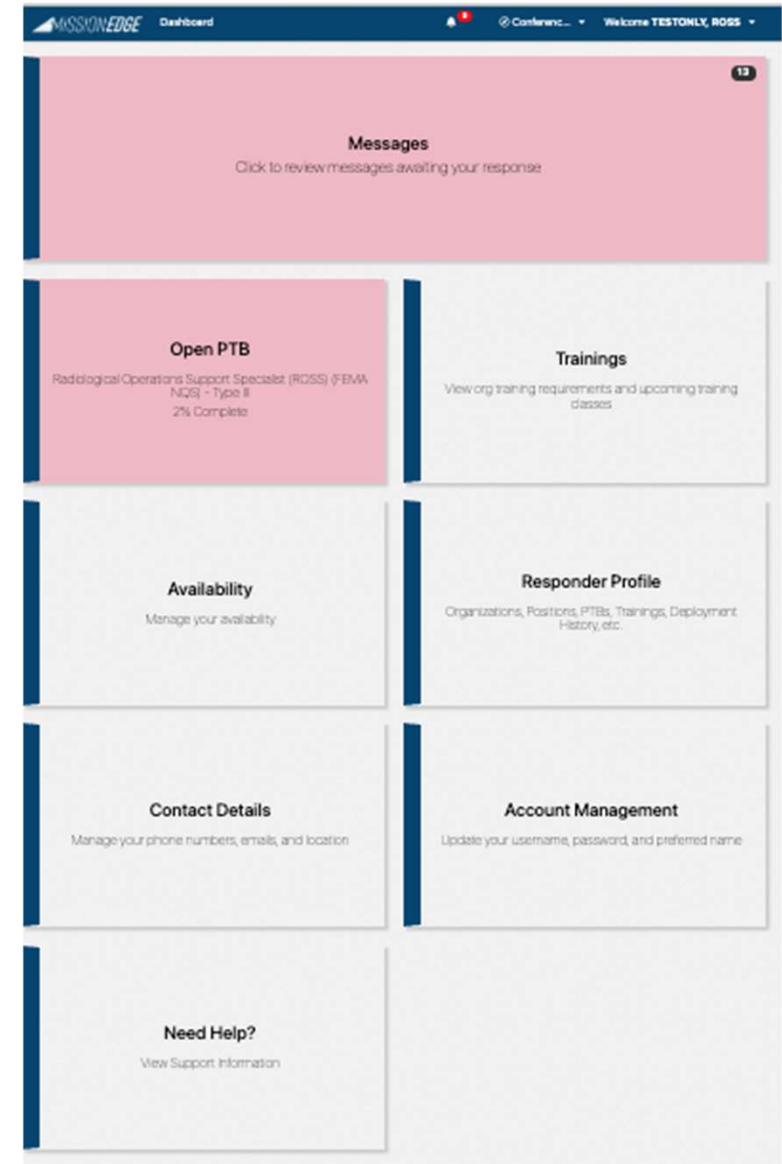 MISSIONEDGE Dashboard
Conferenc... Welcome TESTONLY, ROSS
13
Messages
Click to review messages awaiting your response
Open PTB
Radiological Operations Support Specialist (ROSS) (FEMA
NQS) - Type II
2% Complete
Trainings
View org training requirements and upcoming training
classes
Availability
Manage your availability
Responder Profile
Organizations, Positions, PTBs, Trainings, Deployment
History, etc.
Contact Details
Manage your phone numbers, emails, and location
Account Management
Update your username, password, and preferred name
Need Help?
View Support Information